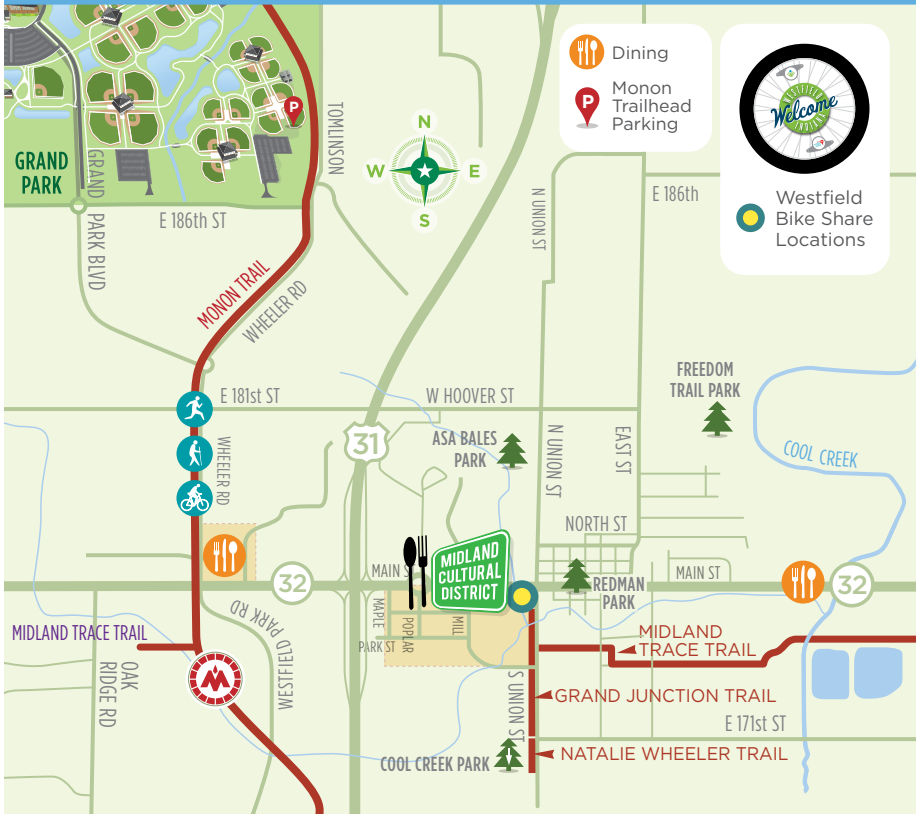 Dining
P
Monon
Trailhead
Parking
WESTFIELD
Welcome
INDIANA
Westfield
Bike Share
Locations
P
TOMLINSON
N
W
E
S
GRAND
PARK
GRAND PARK BLVD
E 186th ST
N UNION ST
E 186th
MONON TRAIL
WHEELER RD
E 181st ST
W HOOVER ST
FREEDOM
TRAIL PARK
31
ASA BALES
PARK
N UNION ST
EAST ST
COOL CREEK
WHEELER RD
NORTH ST
MIDLAND
CULTURAL
DISTRICT
32
MAIN S
REDMAN
PARK
MAIN ST
32
WESTFIELD PARK RD
MAPLE
POPLAR
MILL
PARK ST
MIDLAND TRACE TRAIL
OAK
RIDGE RD
M
MIDLAND
TRACE TRAIL
S UNION ST
GRAND JUNCTION TRAIL
E 171st ST
COOL CREEK PARK
NATALIE WHEELER TRAIL